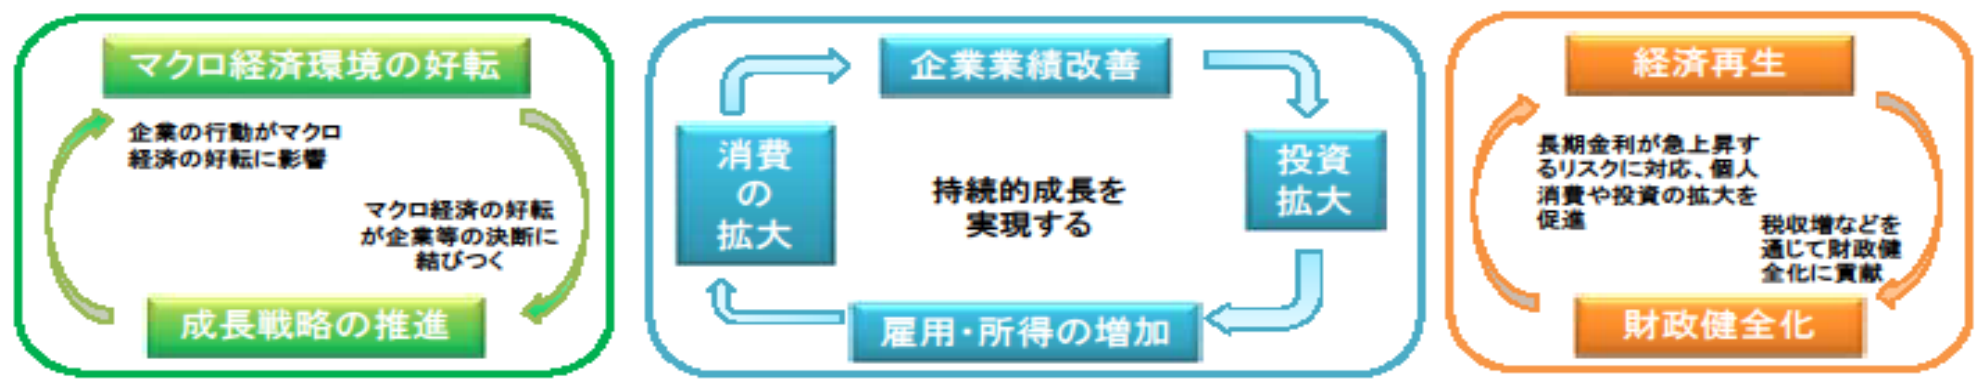 マクロ経済環境の好転
企業の行動がマクロ
経済の好転に影響
マクロ経済の好転
が企業等の決断に
結びつく
成長戦略の推進
企業業績改善
消費
の
拡大
投資
拡大
持続的成長を
実現する
雇用・所得の増加
経済再生
長期金利が急上昇す
るリスクに対応、個人
消費や投資の拡大を
促進
税収増などを
通じて財政健
全化に貢献
財政健全化